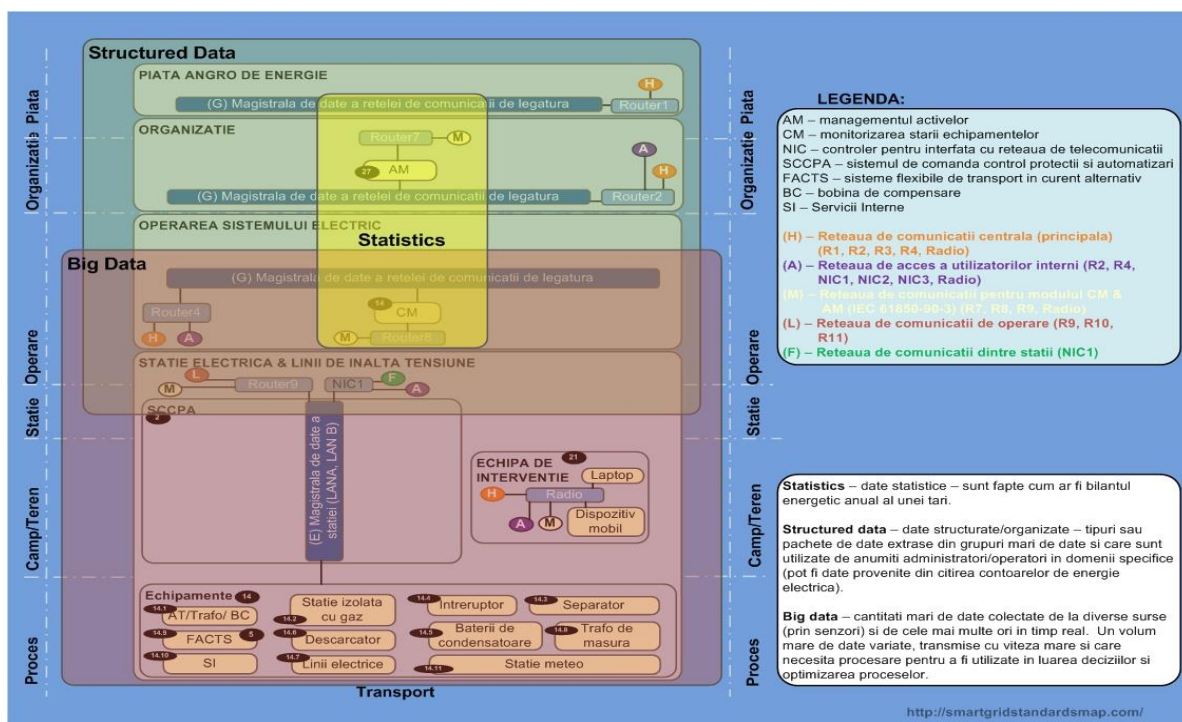 Structured Data
PIATA ANGRO DE ENERGIE
H
(G) Magistrala de date a retelei de comunicatii de legatura
Router1
ORGANIZATIE
Router7
M
A
27
AM
H
(G) Magistrala de date a retelei de comunicatii de legatura
Router2
OPERAREA SISTEMULUI ELECTRIC
Statistics
Big Data
(G) Magistrala de date a retelei de comunicatii de legatura
Router4
14
CM
H
A
M
Router8
STATIE ELECTRICA & LINII DE INALTA TENSIUNE
L
Router9
NIC1
F
M
A
SCCPA
2
(E) Magistrala de date a
statiei (LANA, LAN B)
ECHIPA DE
INTERVENTIE
21
Laptop
H
Radio
A
M
Dispozitiv
mobil
Echipamente
14
14.1
AT/Trafo/ BC
Statie izolata
cu gaz
14.2
14.4
Intreruptor
14.3
Separator
14.9
FACTS
5
14.6
Descarcator
Baterii de
condensatoare
14.5
14.8
Trafo de
masura
14.10
SI
14.7
Linii electrice
14.11
Statie meteo
Transport
Piata
Organizatie
Operare
Statie
Camp/Teren
Proces
Piata
Organizatie
Operare
Statie
Camp/Teren
Proces
LEGENDA:
AM – managementul activelor
CM – monitorizarea starii echipamentelor
NIC – controler pentru interfata cu reteaua de telecomunicatii
SCCPA – sistemul de comanda control protectii si automatizari
FACTS – sisteme flexibile de transport in curent alternativ
BC – bobina de compensare
SI – Servicii Interne
(H) – Reteaua de comunicatii centrala (principala)
(R1, R2, R3, R4, Radio)
(A) – Reteaua de acces a utilizatorilor interni (R2, R4,
NIC1, NIC2, NIC3, Radio)
(M) – Reteaua de comunicatii pentru modulul CM &
AM (IEC 61850-90-3) (R7, R8, R9, Radio)
(L) – Reteaua de comunicatii de operare (R9, R10,
R11)
(F) – Reteaua de comunicatii dintre statii (NIC1)
Statistics – date statistice – sunt fapte cum ar fi bilantul
energetic anual al unei tari.
Structured data – date structurate/organizate – tipuri sau
pachete de date extrase din grupuri mari de date si care sunt
utilizate de anumiti administratori/operatori in domenii specifice
(pot fi date provenite din citirea contoarelor de energie
electrica).
Big data – cantitati mari de date colectate de la diverse surse
(prin senzori) si de cele mai multe ori in timp real. Un volum
mare de date variate, transmise cu viteza mare si care
necesita procesare pentru a fi utilizate in luarea deciziilor si
optimizarea proceselor.
http://smartgridstandardsmap.com/